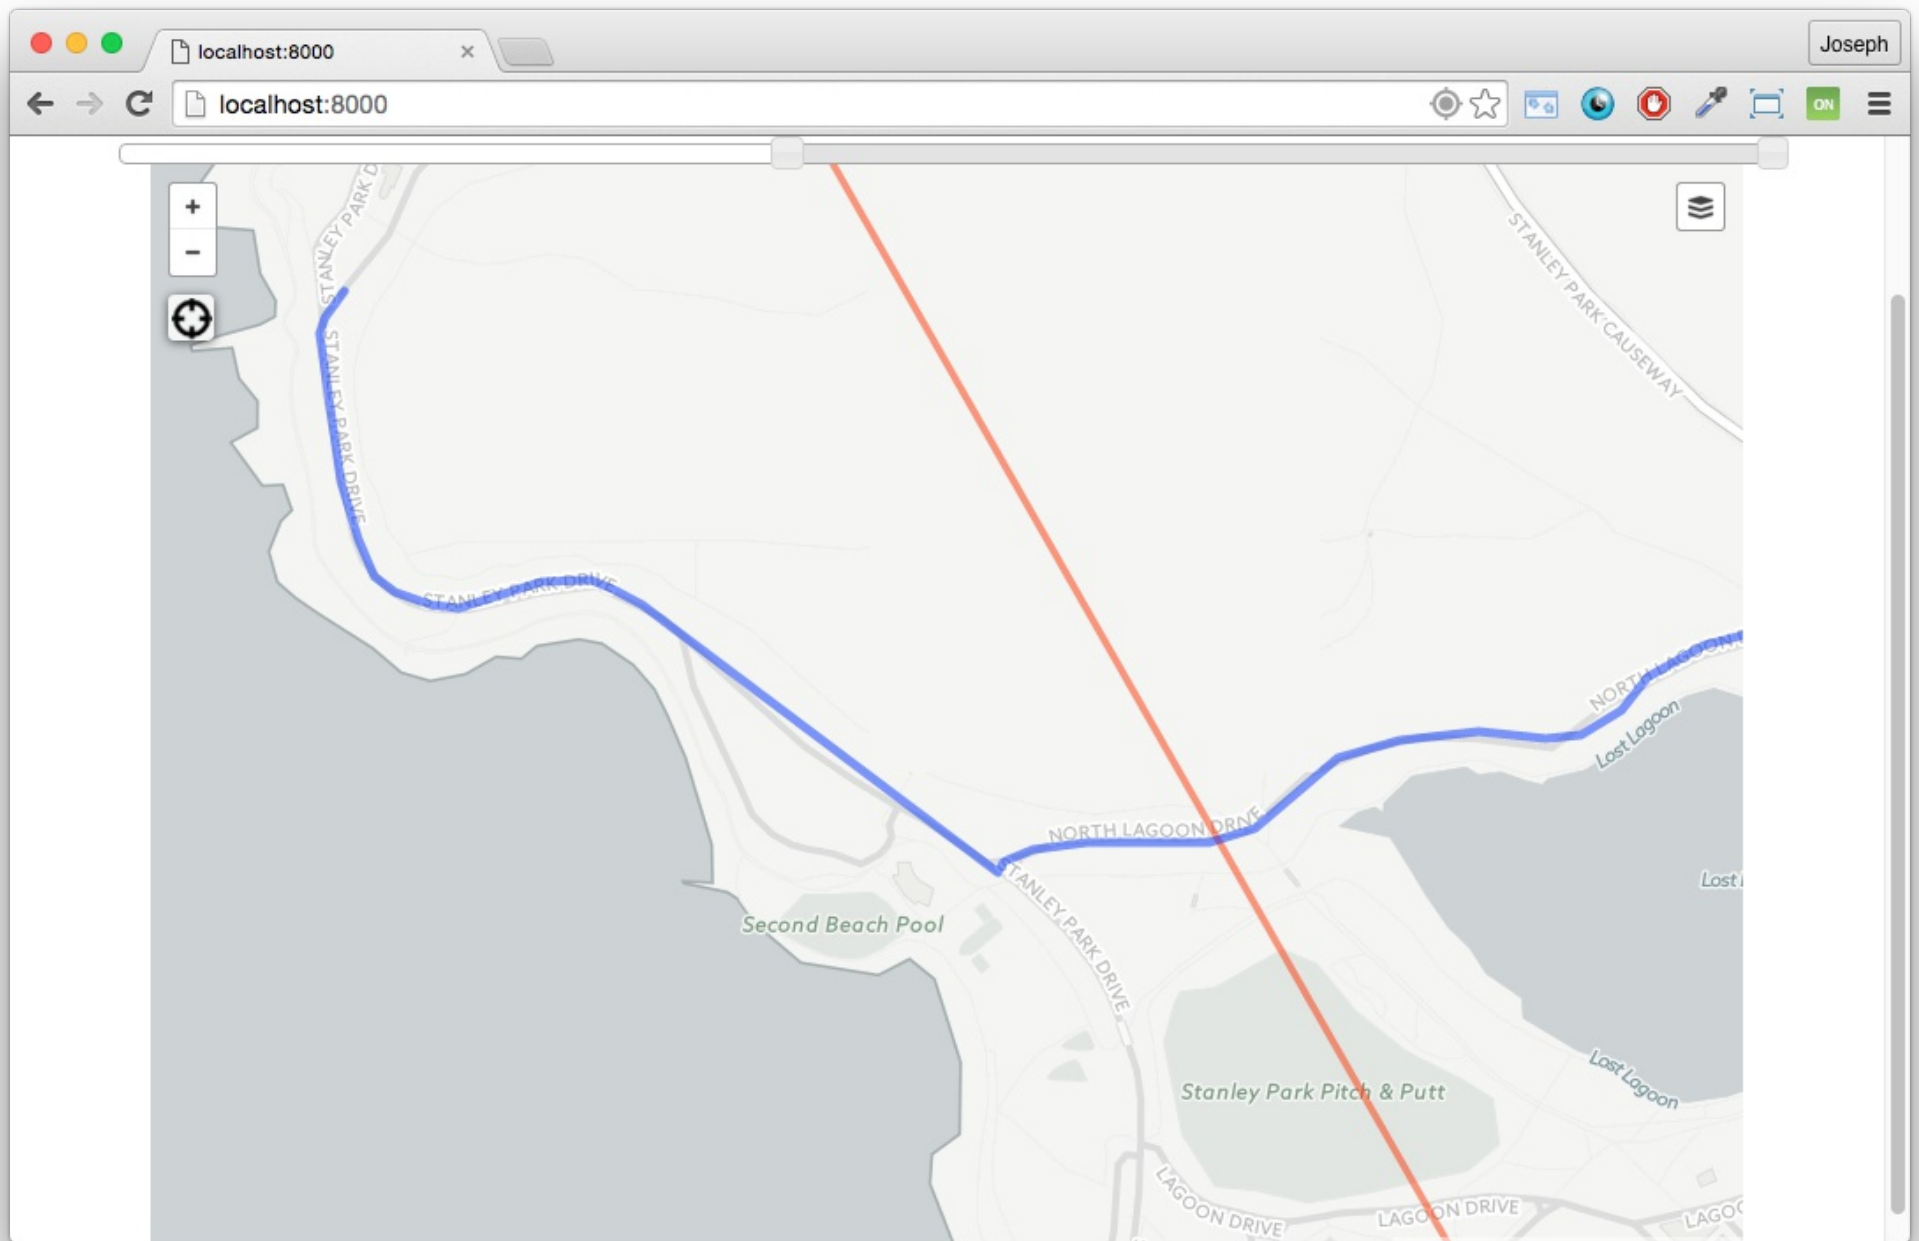 localhost:8000
Joseph
localhost:8000
ON
+
−
STANLEY PARK D
STANLEY PARK CAUSEWAY
STANLEY PARK DRIVE
STANLEY PARK DRIVE
NORTH LAGOON D
Lost Lagoon
NORTH LAGOON DRIVE
Lost L
STANLEY PARK DRIVE
Second Beach Pool
Lost Lagoon
Stanley Park Pitch & Putt
LAGOON DRIVE
LAGOON DRIVE
LAGOO